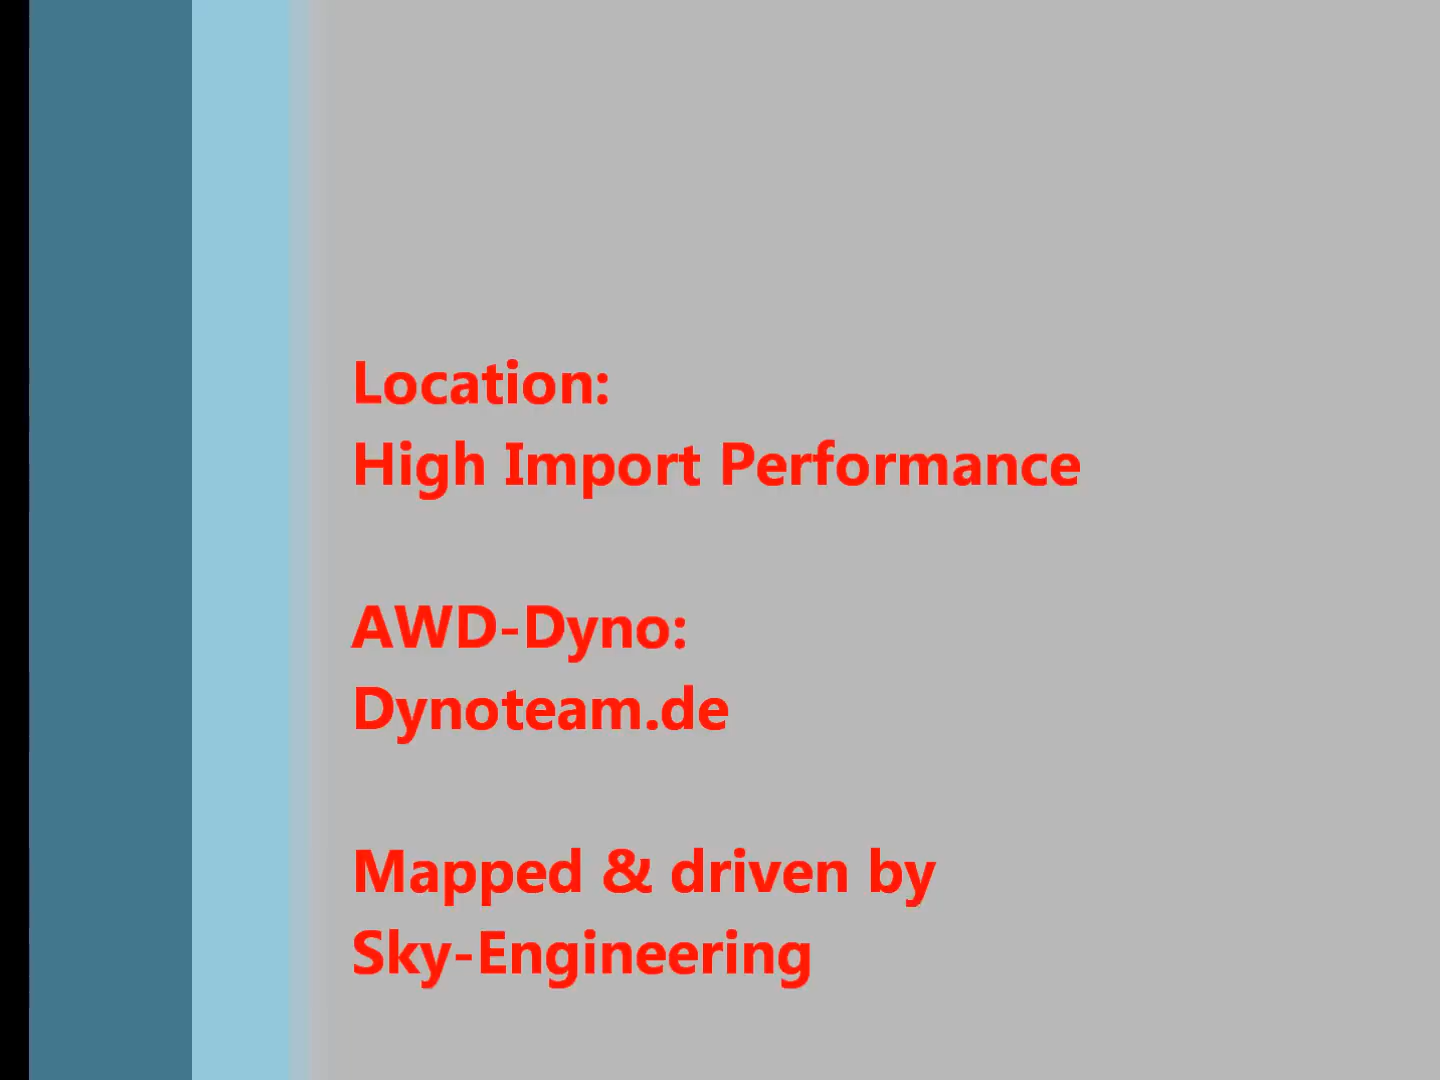 Location:
High Import Performance
AWD-Dyno:
Dynoteam.de
Mapped & driven by
Sky-Engineering